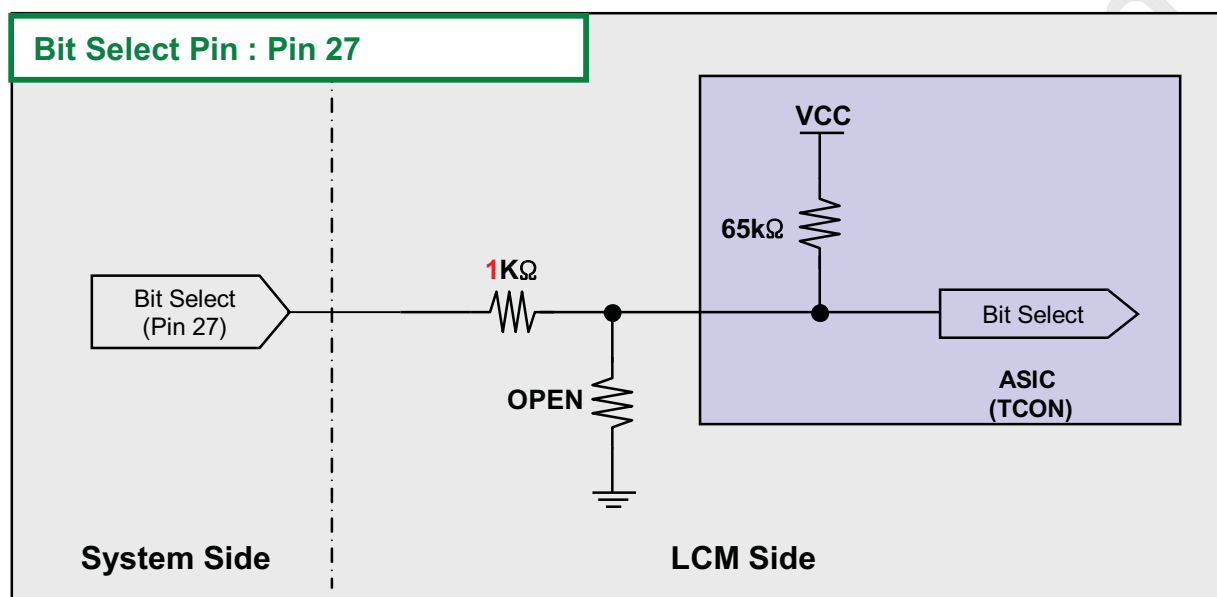 Bit Select Pin : Pin 27
VCC
65kΩ
1KΩ
Bit Select
(Pin 27)
Bit Select
OPEN
ASIC
(TCON)
System Side
LCM Side